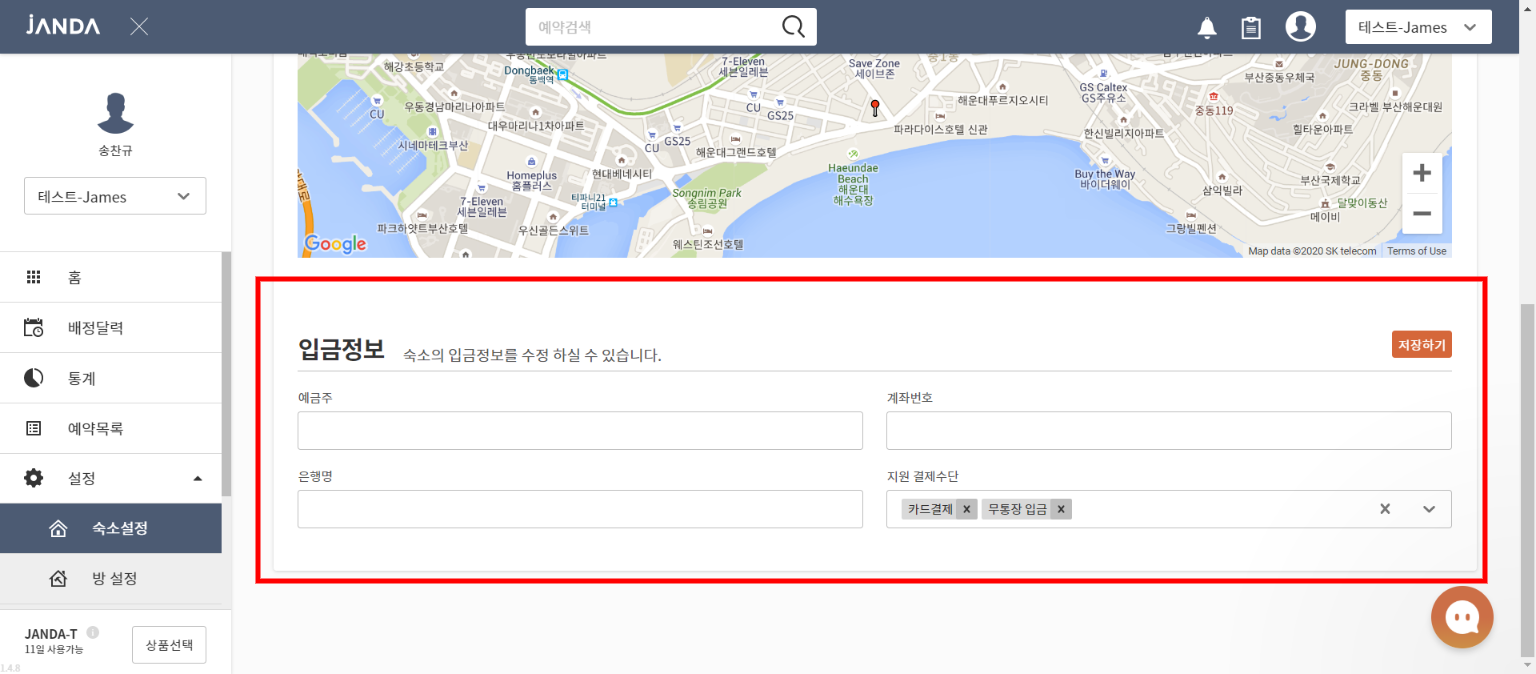 JANDA
예약검색
테스트-James
송찬규
테스트-James
홈
배정달력
통계
예약목록
설정
숙소설정
방 설정
JANDA-T
11일 사용가능
상품선택
1.4.8
해강초등학교
Dongbaek
동백역
7-Eleven
세븐일레븐
Save Zone
세이브존
중1동
부산중동우체국
JUNG-DONG
중동
GS Caltex
GS주유소
CU
우동경남마리나아파트
CU
GS25
해운대푸르지오시티
중동119
크라벨 부산해운대원
대우마리나1차아파트
파라다이스호텔 신관
한신빌리지아파트
힐타운아파트
시네마테크부산
CU
GS25
해운대그랜드호텔
Homeplus
홈플러스
현대베네시티
Haeundae
Beach
해운대
해수욕장
Buy the Way
바이더웨이
삼익빌라
부산국제학교
7-Eleven
세븐일레븐
티파니21
터미널
Songnim Park
송림공원
달맞이동산
메이비
파크하얏트부산호텔
우신골든스위트
그랑빌펜션
웨스틴조선호텔
Google
Map data ©2020 SK telecom
Terms of Use
입금정보
숙소의 입금정보를 수정 하실 수 있습니다.
저장하기
예금주
계좌번호
은행명
지원 결제수단
카드결제 x
무통장 입금 x